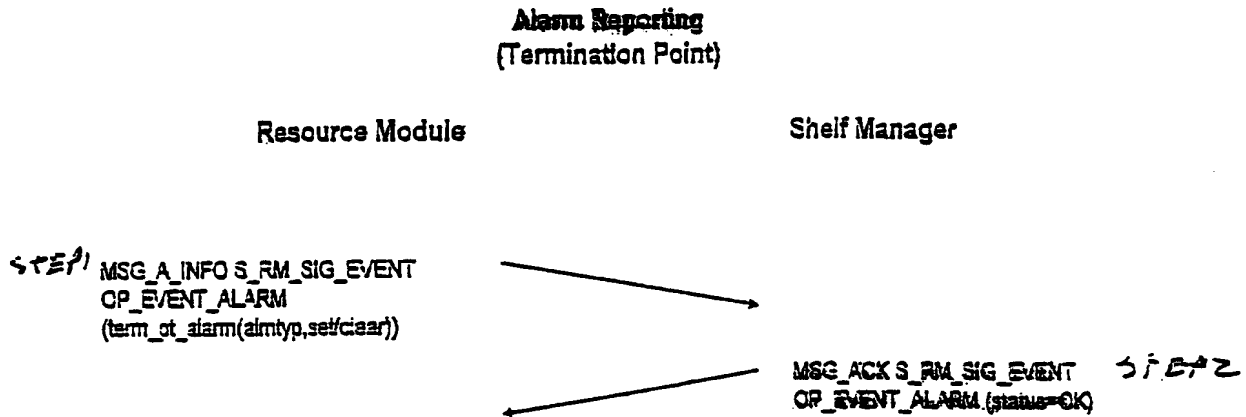 Alarm Reporting
(Termination Point)
Resource Module
Shelf Manager
STEP1
MSG_A_INFO S_RM_SIG_EVENT
OP_EVENT_ALARM
(term_pt_alarm(almtyp,set/clear))
MSG_ACK S_RM_SIG_EVENT
STEP2
OP_EVENT_ALARM (status=OK)